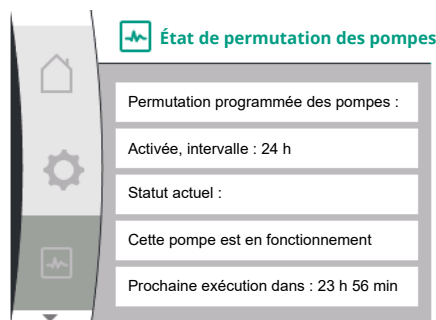 État de permutation des pompes
Permutation programmée des pompes :
Activée, intervalle : 24 h
Statut actuel :
Cette pompe est en fonctionnement
Prochaine exécution dans : 23 h 56 min